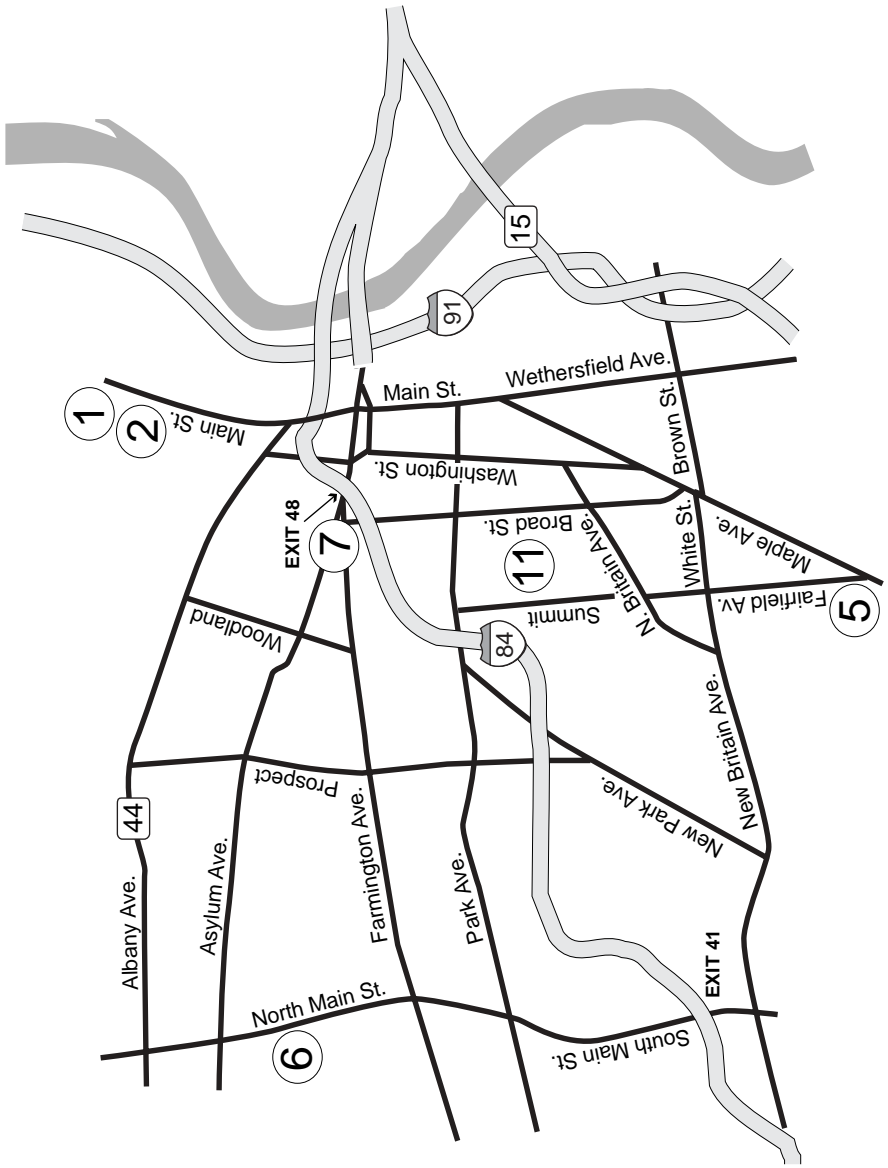 15
91
1
2
Main St.
Main St.
Wethersfield Ave.
Washington St.
Brown St.
EXIT 48
7
Broad St.
11
N. Britain Ave.
White St.
Maple Ave.
Woodland
Summit
Fairfield Av.
5
84
Prospect
44
New Britain Ave.
New Park Ave.
Albany Ave.
Asylum Ave.
Farmington Ave.
Park Ave.
EXIT 41
North Main St.
6
South Main St.